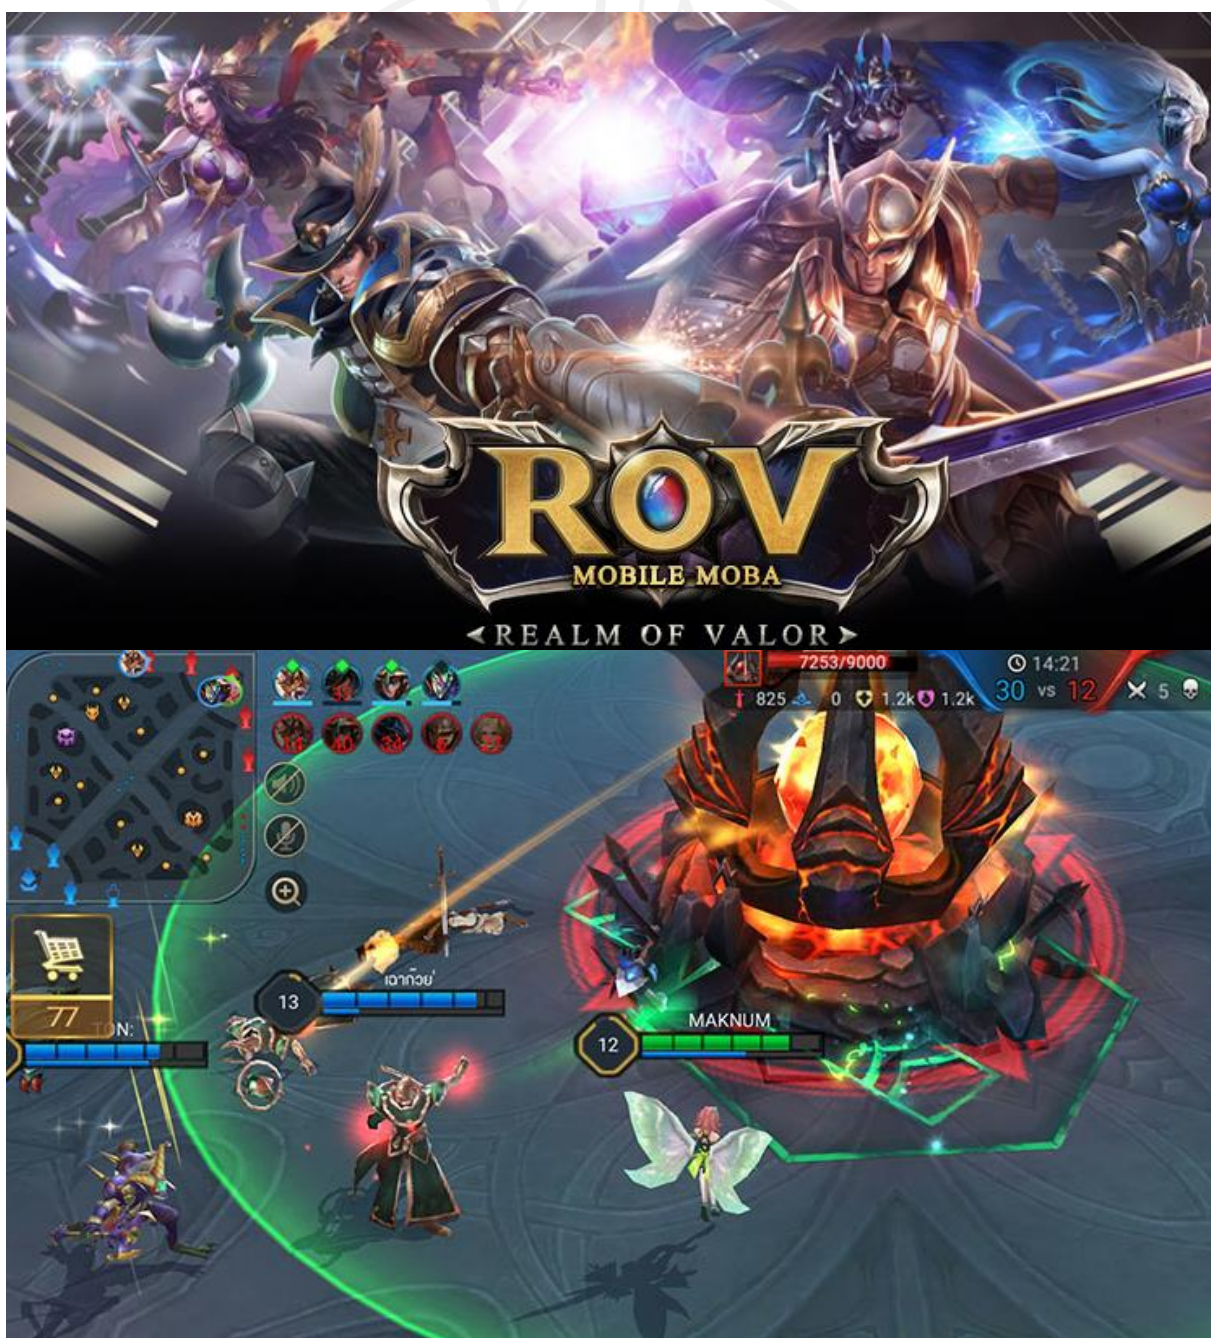 ROV
MOBILE MOBA
REALM OF VALOR
7253/9000
14:21
825 0 1.2k 1.2k
30 VS 12 5
เฉาก๊วย'
13
77
TON:
MAKNUM
12